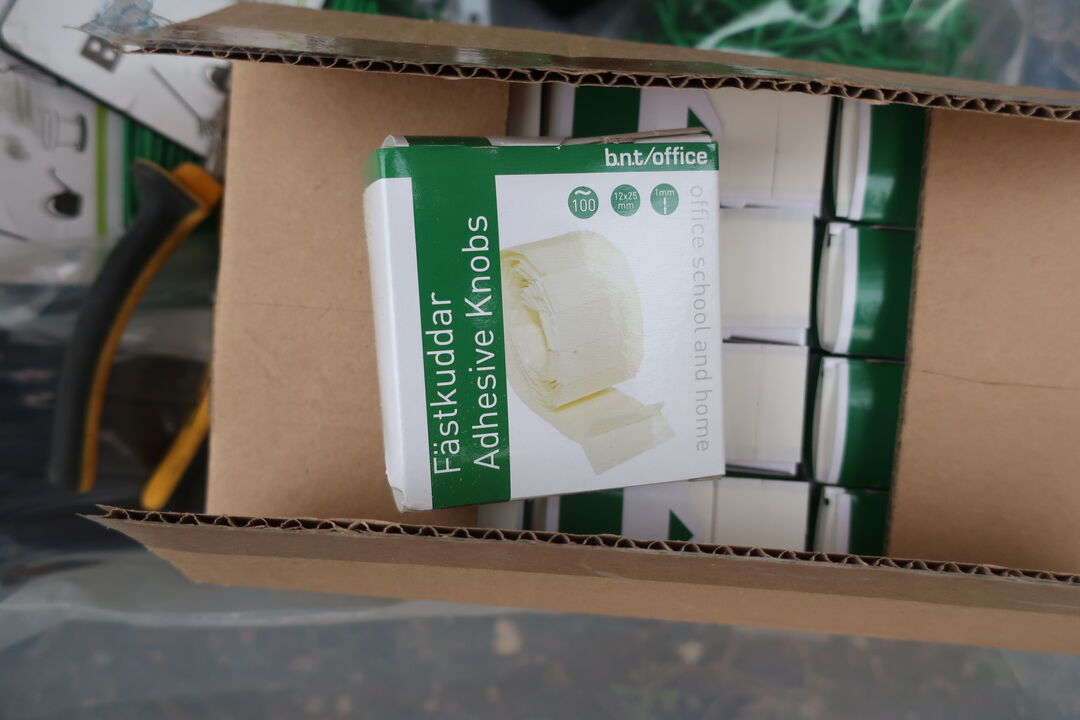 b.n.t/office
100
12x25
mm
1mm
office school and home
Fästkuddar
Adhesive Knobs